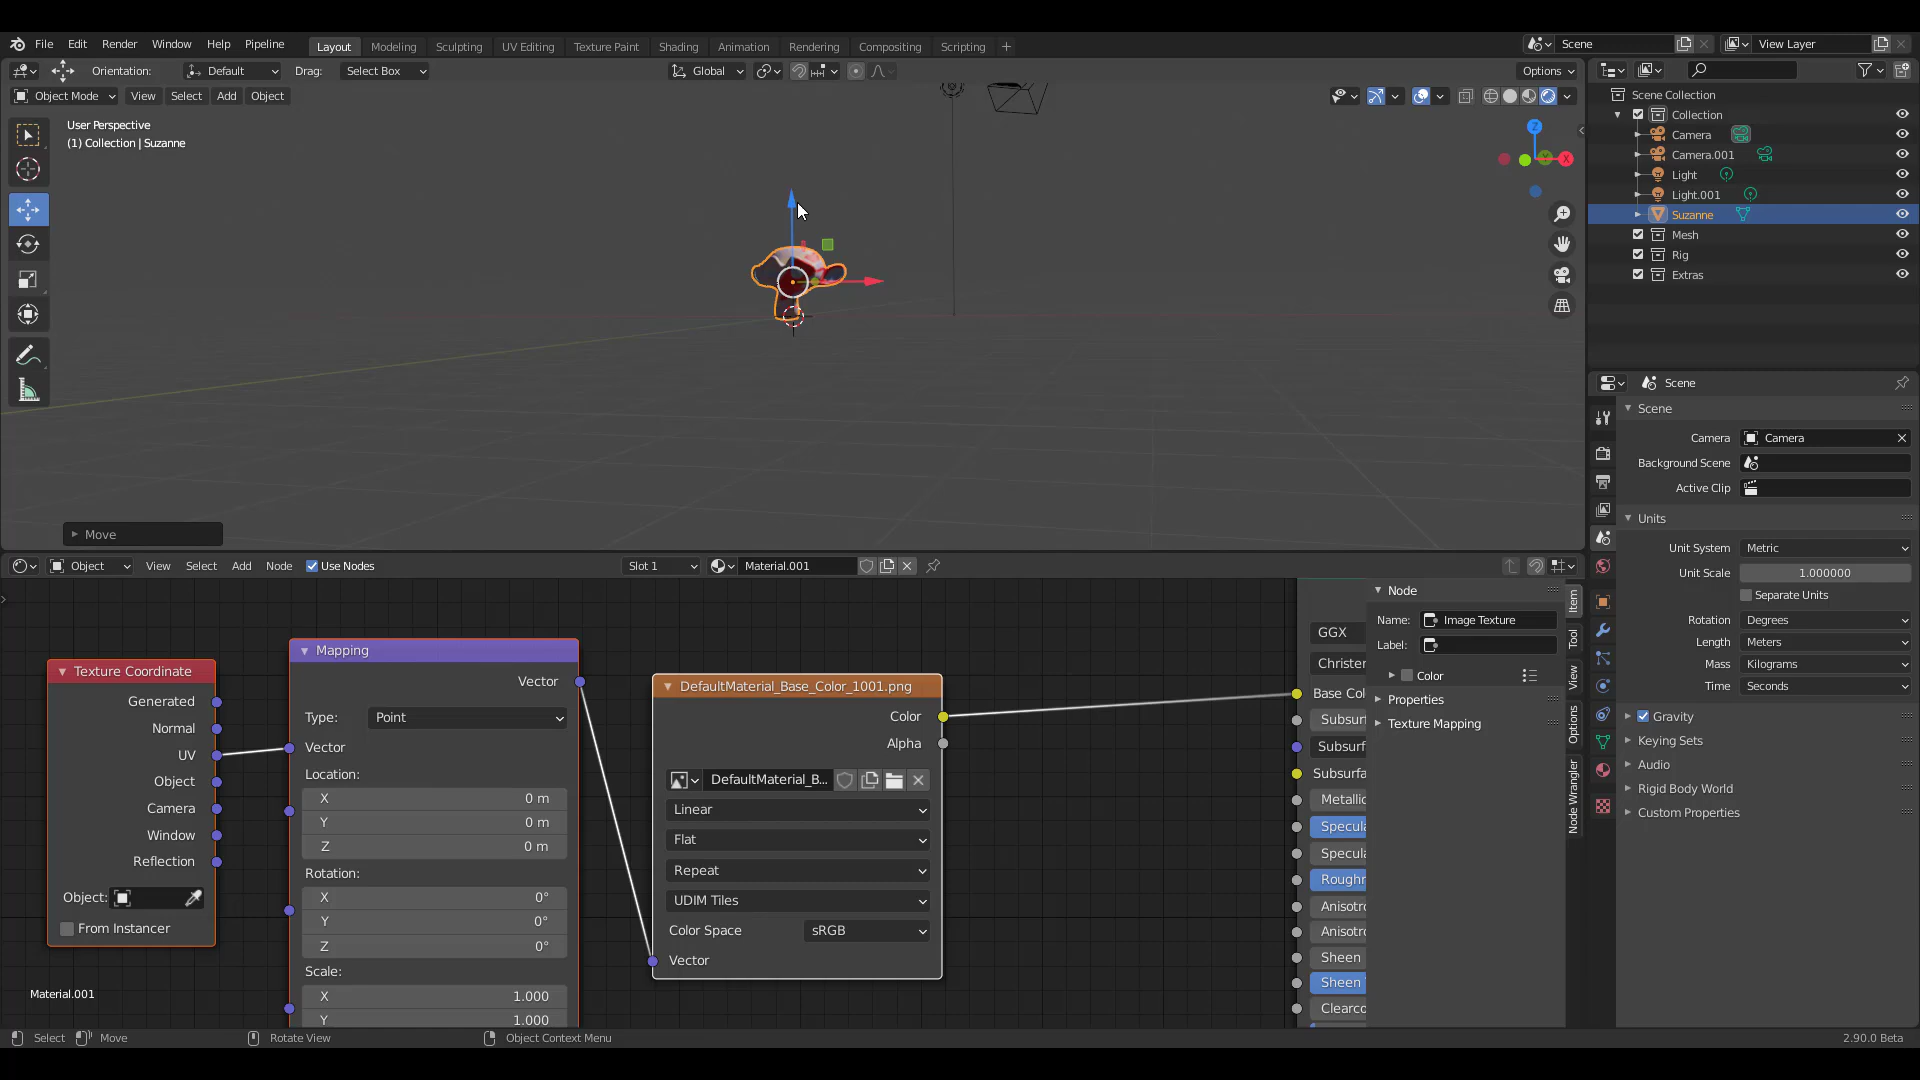 File Edit Render Window Help Pipeline Layout Modeling Sculpting UV Editing Texture Paint Shading Animation Rendering Compositing Scripting + Scene View Layer
Orientation: Default Drag: Select Box Global Options
Object Mode View Select Add Object
User Perspective
(1) Collection | Suzanne
Z
X
Move
Scene Collection
Collection
Camera
Camera.001
Light
Light.001
Suzanne
Mesh
Rig
Extras
Scene
Scene
Camera Camera
Background Scene
Active Clip
Units
Unit System Metric
Unit Scale 1.000000
Separate Units
Rotation Degrees
Length Meters
Mass Kilograms
Time Seconds
Gravity
Keying Sets
Audio
Rigid Body World
Custom Properties
Object View Select Add Node Use Nodes Slot 1 Material.001
Texture Coordinate
Generated
Normal
UV
Object
Camera
Window
Reflection
Object:
From Instancer
Mapping
Vector
Type: Point
Vector
Location:
X 0 m
Y 0 m
Z 0 m
Rotation:
X 0°
Y 0°
Z 0°
Scale:
X 1.000
Y 1.000
DefaultMaterial_Base_Color_1001.png
Color
Alpha
DefaultMaterial_B...
Linear
Flat
Repeat
UDIM Tiles
Color Space sRGB
Vector
GGX
Christen
Base Col
Subsurf
Subsurf
Subsurfa
Metallic
Specula
Specula
Roughn
Anisotro
Anisotro
Sheen
Sheen
Clearco
Node
Name: Image Texture
Label:
Color
Properties
Texture Mapping
Item
Tool
View
Options
Node Wrangler
Material.001
Select Move Rotate View Object Context Menu 2.90.0 Beta